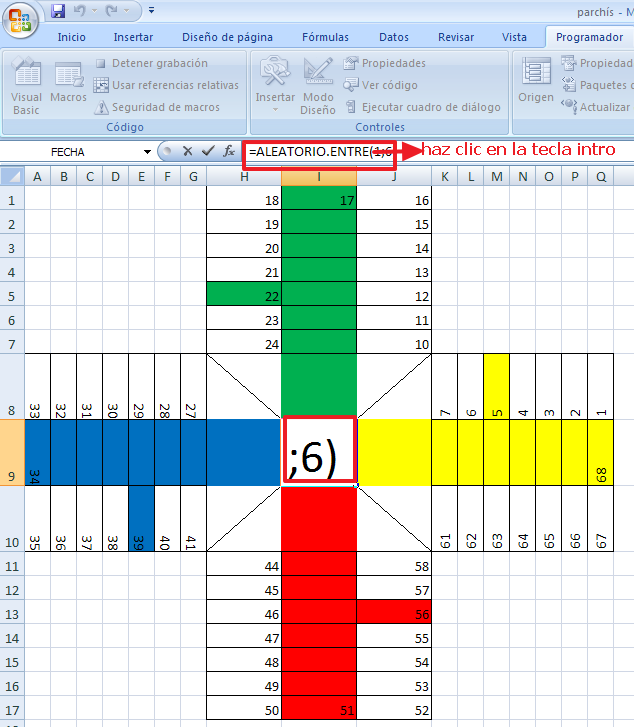 parchís - M
Inicio Insertar Diseño de página Fórmulas Datos Revisar Vista Programador
Visual Basic
Macros
Detener grabación
Usar referencias relativas
Seguridad de macros
Código
Insertar
Modo Diseño
Propiedades
Ver código
Ejecutar cuadro de diálogo
Controles
Origen
Propiedad
Paquetes d
Actualizar
FECHA fx =ALEATORIO.ENTRE(1;6 haz clic en la tecla intro
A B C D E F G H I J K L M N O P Q
1 18 17 16
2 19 15
3 20 14
4 21 13
5 22 12
6 23 11
7 24 10
8 33 32 31 30 29 28 27 7 6 5 4 3 2 1
9 34 ;6) 68
10 35 36 37 38 39 40 41 61 62 63 64 65 66 67
11 44 58
12 45 57
13 46 56
14 47 55
15 48 54
16 49 53
17 50 51 52